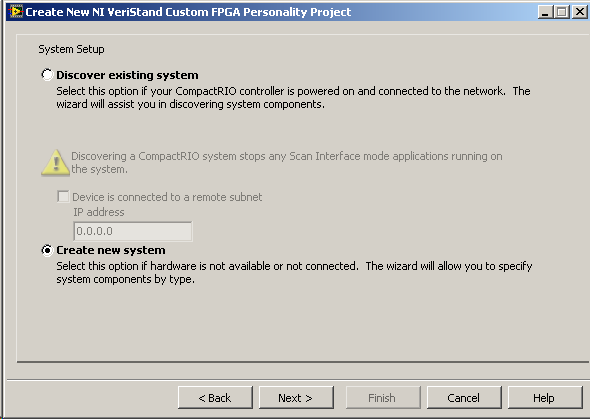 Create New NI VeriStand Custom FPGA Personality Project
System Setup
Discover existing system
Select this option if your CompactRIO controller is powered on and connected to the network. The
wizard will assist you in discovering system components.
Discovering a CompactRIO system stops any Scan Interface mode applications running on
the system.
Device is connected to a remote subnet
IP address
0.0.0.0
Create new system
Select this option if hardware is not available or not connected. The wizard will allow you to specify
system components by type.
< Back Next > Finish Cancel Help